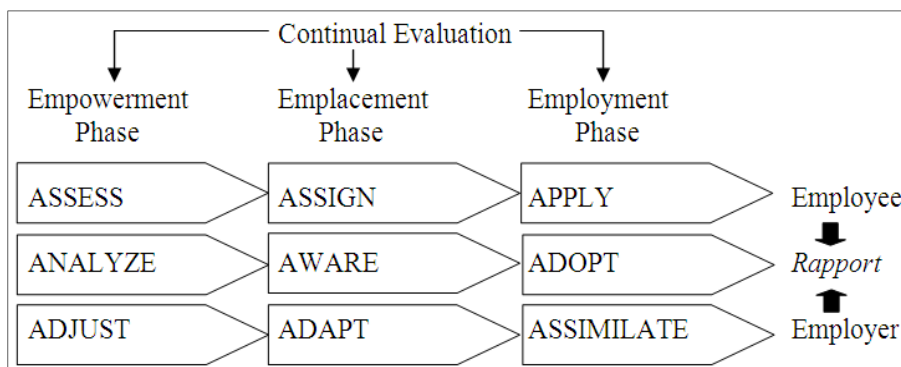 Continual Evaluation
Empowerment Phase
Emplacement Phase
Employment Phase
ASSESS
ASSIGN
APPLY
Employee
ANALYZE
AWARE
ADOPT
Rapport
ADJUST
ADAPT
ASSIMILATE
Employer